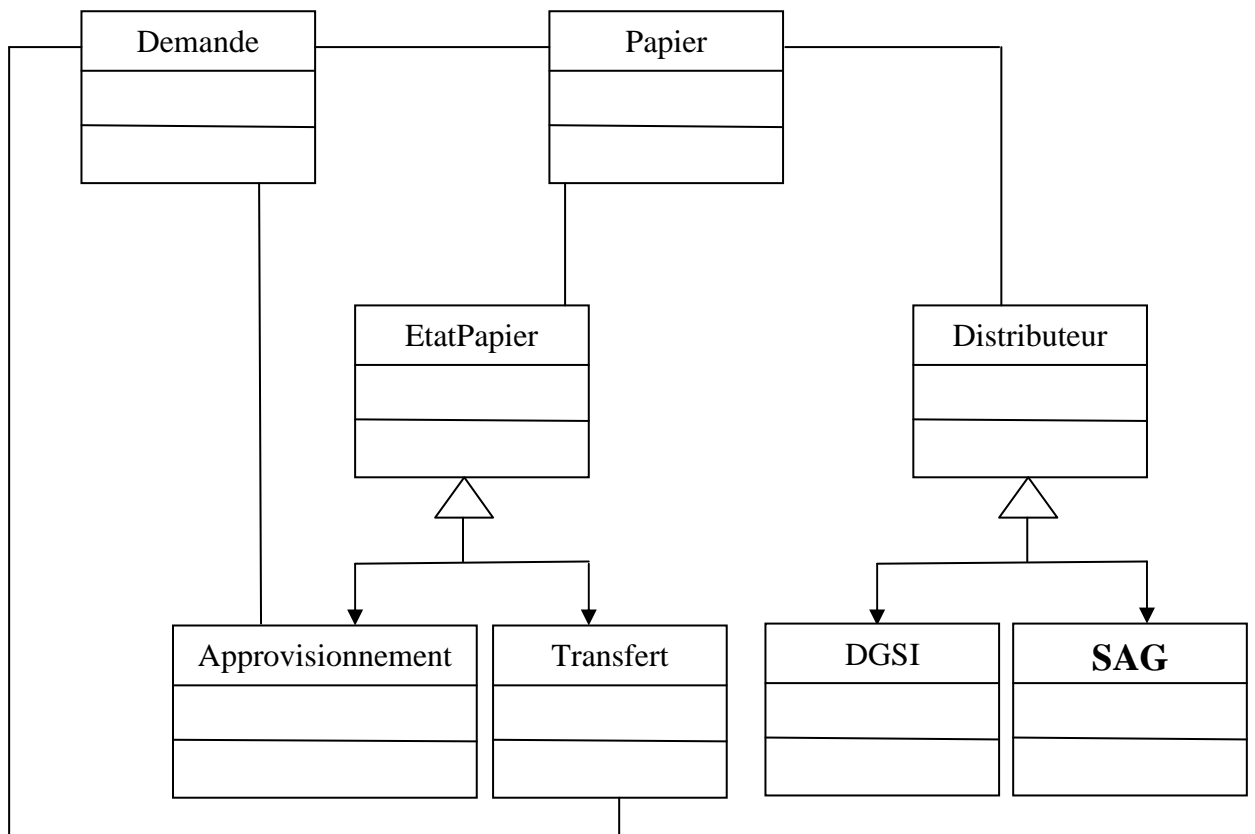 Demande
Papier
EtatPapier
Distributeur
Approvisionnement
Transfert
DGSI
SAG